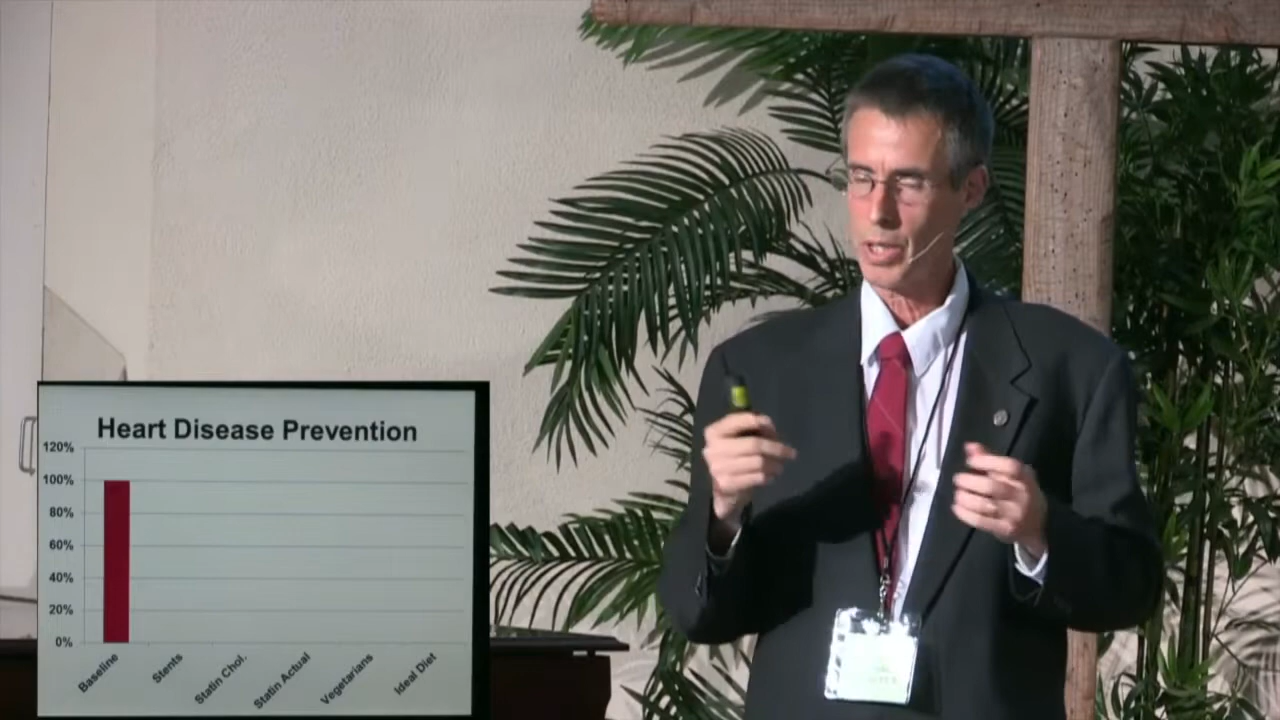 Heart Disease Prevention
120%
100%
80%
60%
40%
20%
0%
Baseline
Stents
Statin Chol.
Statin Actual
Vegetarians
Ideal Diet